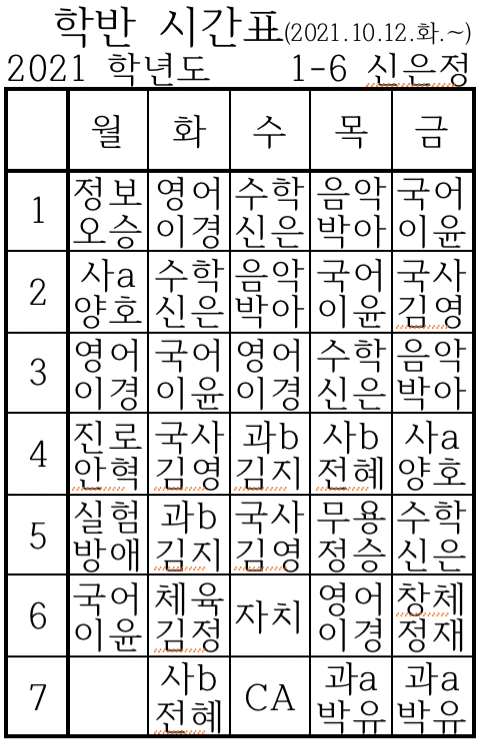 학반 시간표(2021.10.12.화.~)
2021 학년도 1-6 신은정
월 화 수 목 금
1 정보 영어 수학 음악 국어
오승 이경 신은 박아 이윤
2 사a 수학 음악 국어 국사
양호 신은 박아 이윤 김영
3 영어 국어 영어 수학 음악
이경 이윤 이경 신은 박아
4 진로 국사 과b 사b 사a
안혁 김영 김지 전혜 양호
5 실험 과b 국사 무용 수학
방애 김지 김영 정승 신은
6 국어 체육 자치 영어 창체
이윤 김정 이경 정재
7 사b CA 과a 과a
전혜 박유 박유